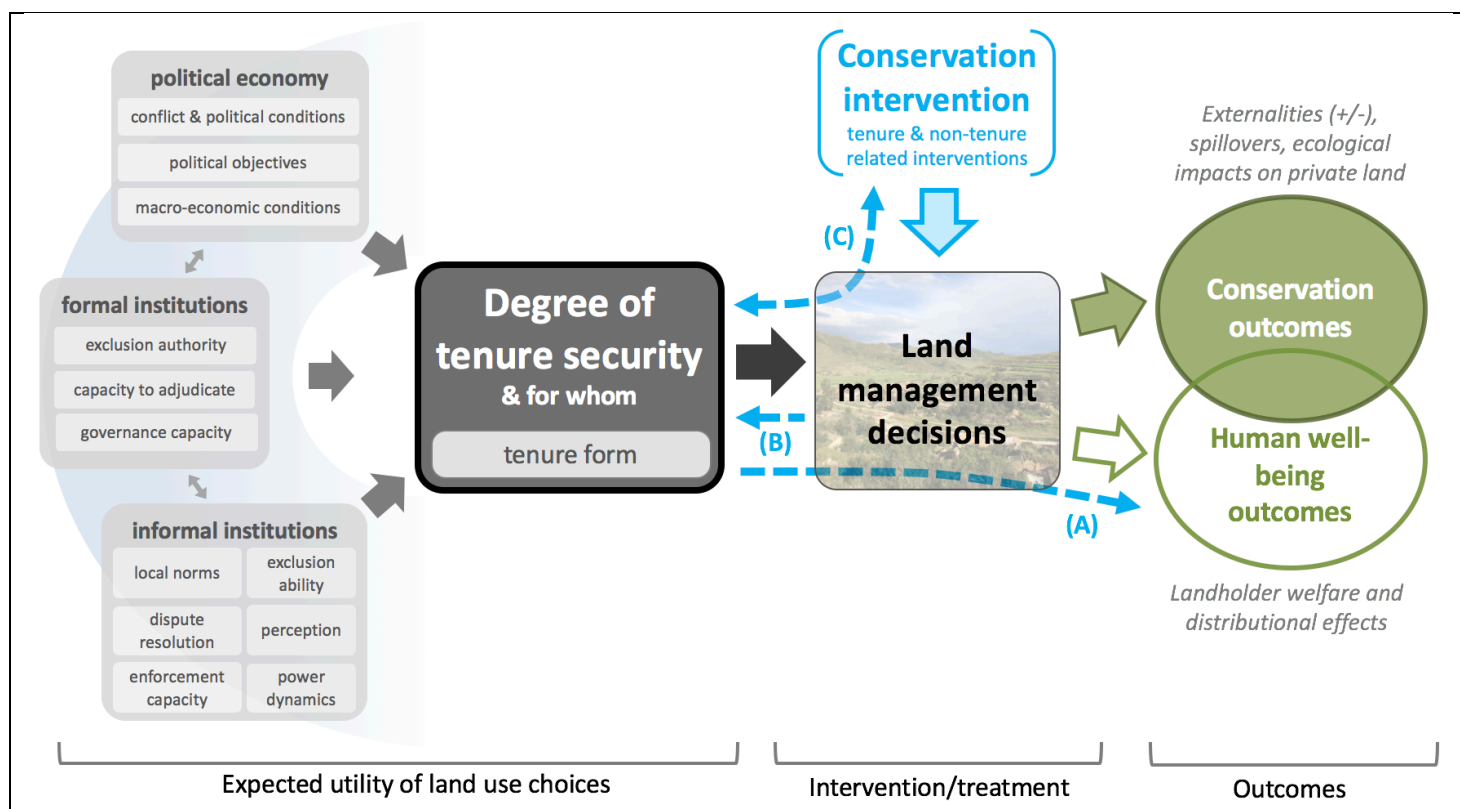 political economy
conflict & political conditions
political objectives
macro-economic conditions
formal institutions
exclusion authority
capacity to adjudicate
governance capacity
informal institutions
local norms
exclusion
ability
dispute
resolution
perception
enforcement
capacity
power
dynamics
Degree of
tenure security
& for whom
tenure form
Conservation
intervention
tenure & non-tenure
related interventions
(C)
(B)
(A)
Land
management
decisions
Externalities (+/-),
spillovers, ecological
impacts on private land
Conservation
outcomes
Human well-
being
outcomes
Landholder welfare and
distributional effects
Expected utility of land use choices
Intervention/treatment
Outcomes